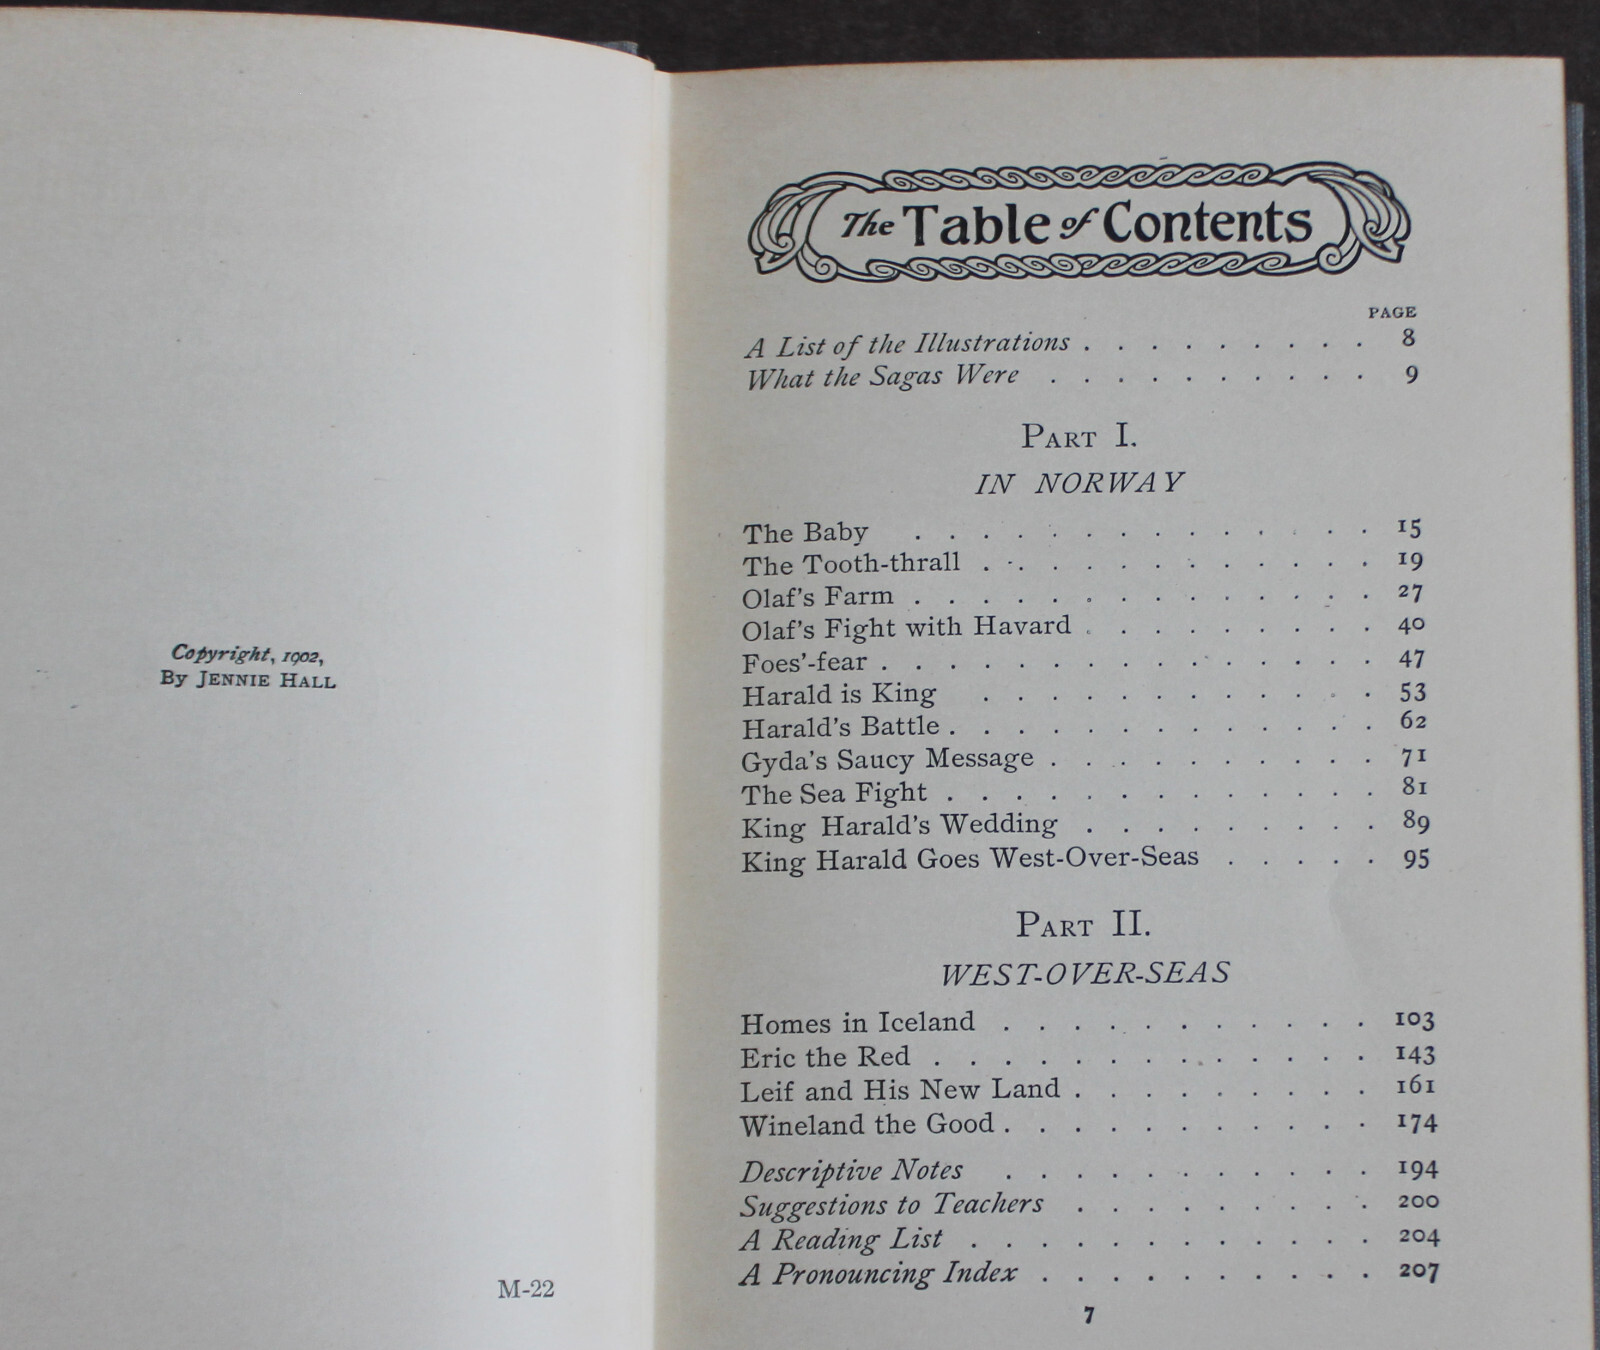 Copyright, 1902,
By JENNIE HALL
M-22
The Table of Contents
PAGE
A List of the Illustrations . . . . . . . . . 8
What the Sagas Were . . . . . . . . . . 9
PART I.
IN NORWAY
The Baby . . . . . . . . . . . . . . 15
The Tooth-thrall . . . . . . . . . . . . 19
Olaf's Farm . . . . . . . . . . . . . . 27
Olaf's Fight with Havard . . . . . . . . . 40
Foes'-fear . . . . . . . . . . . . . . . 47
Harald is King . . . . . . . . . . . . 53
Harald's Battle . . . . . . . . . . . . . 62
Gyda's Saucy Message . . . . . . . . . . 71
The Sea Fight . . . . . . . . . . . . . 81
King Harald's Wedding . . . . . . . . . 89
King Harald Goes West-Over-Seas . . . . . 95
PART II.
WEST-OVER-SEAS
Homes in Iceland . . . . . . . . . . . 103
Eric the Red . . . . . . . . . . . . . 143
Leif and His New Land . . . . . . . . . 161
Wineland the Good . . . . . . . . . . . 174
Descriptive Notes . . . . . . . . . . . 194
Suggestions to Teachers . . . . . . . . . 200
A Reading List . . . . . . . . . . . . 204
A Pronouncing Index . . . . . . . . . . 207
7